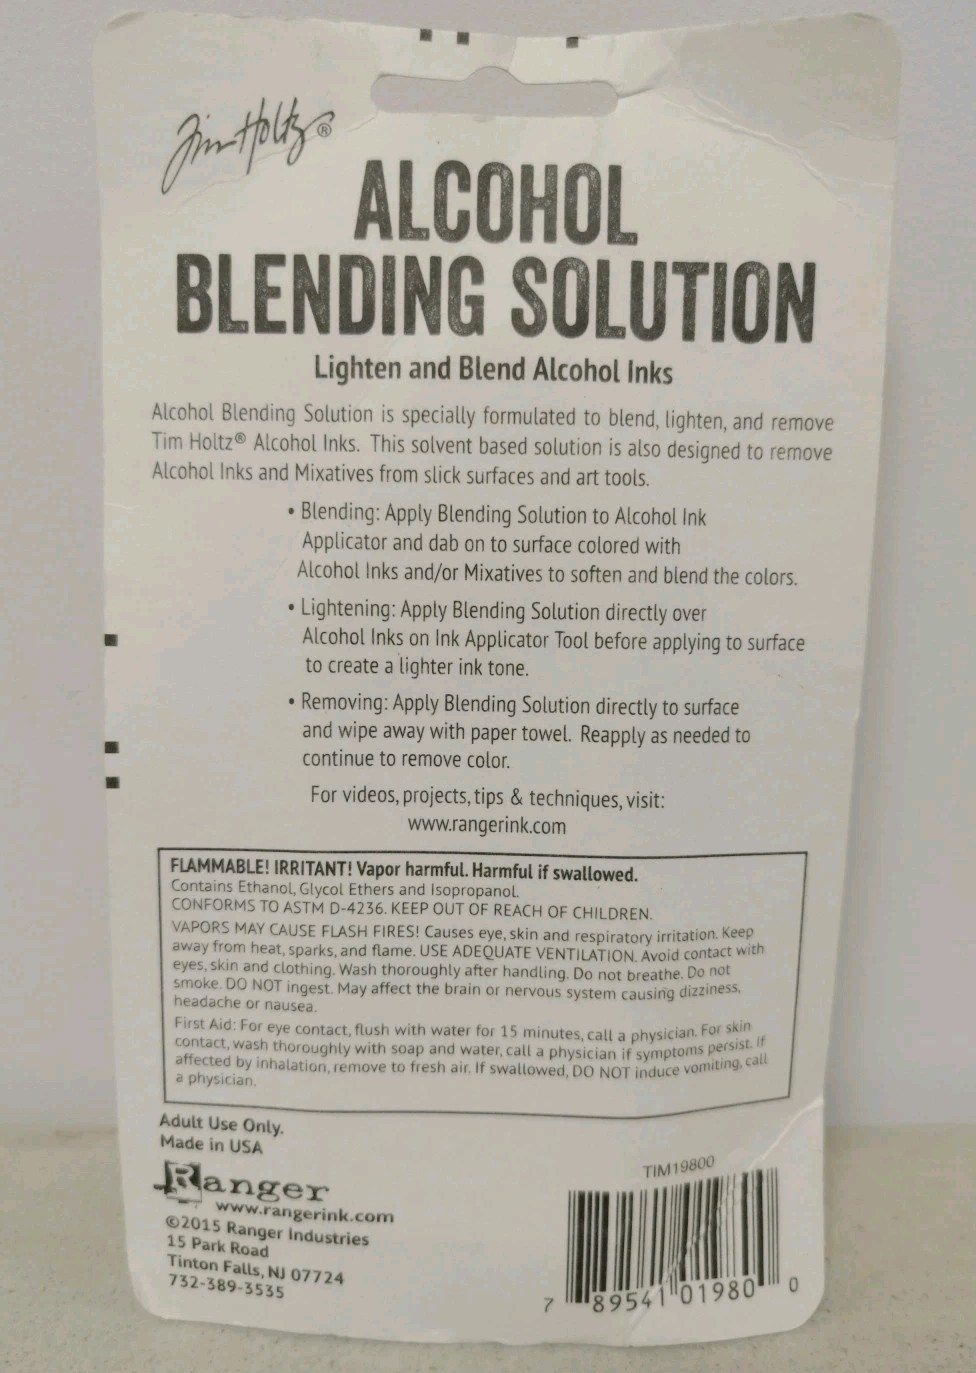 Tim Holtz®
ALCOHOL
BLENDING SOLUTION
Lighten and Blend Alcohol Inks
Alcohol Blending Solution is specially formulated to blend, lighten, and remove
Tim Holtz® Alcohol Inks. This solvent based solution is also designed to remove
Alcohol Inks and Mixatives from slick surfaces and art tools.
• Blending: Apply Blending Solution to Alcohol Ink
Applicator and dab on to surface colored with
Alcohol Inks and/or Mixatives to soften and blend the colors.
• Lightening: Apply Blending Solution directly over
Alcohol Inks on Ink Applicator Tool before applying to surface
to create a lighter ink tone.
• Removing: Apply Blending Solution directly to surface
and wipe away with paper towel. Reapply as needed to
continue to remove color.
For videos, projects, tips & techniques, visit:
www.rangerink.com
FLAMMABLE! IRRITANT! Vapor harmful. Harmful if swallowed.
Contains Ethanol, Glycol Ethers and Isopropanol.
CONFORMS TO ASTM D-4236. KEEP OUT OF REACH OF CHILDREN.
VAPORS MAY CAUSE FLASH FIRES! Causes eye, skin and respiratory irritation. Keep
away from heat, sparks, and flame. USE ADEQUATE VENTILATION. Avoid contact with
eyes, skin and clothing. Wash thoroughly after handling. Do not breathe. Do not
smoke. DO NOT ingest. May affect the brain or nervous system causing dizziness,
headache or nausea.
First Aid: For eye contact, flush with water for 15 minutes, call a physician. For skin
contact, wash thoroughly with soap and water, call a physician if symptoms persist. If
affected by inhalation, remove to fresh air. If swallowed, DO NOT induce vomiting, call
a physician.
Adult Use Only.
Made in USA
Ranger
www.rangerink.com
©2015 Ranger Industries
15 Park Road
Tinton Falls, NJ 07724
732-389-3535
TIM19800
7 89541 01980 0